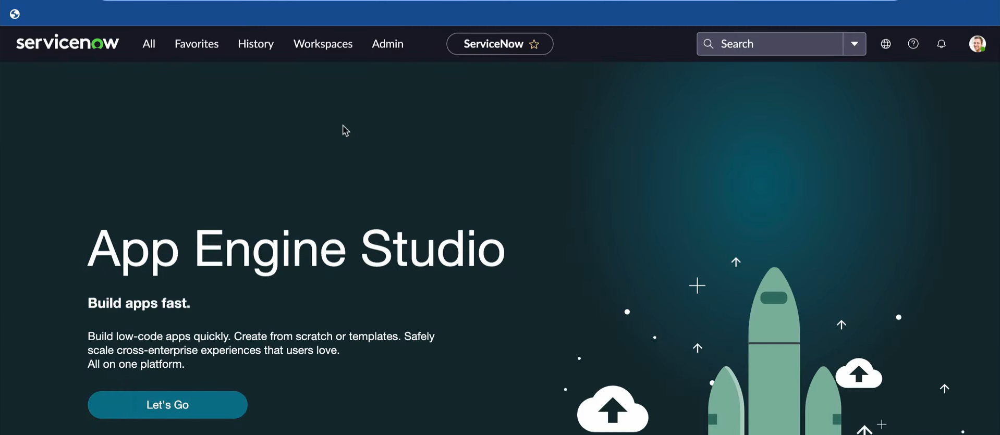 servicenow All Favorites History Workspaces Admin ServiceNow Search
App Engine Studio
Build apps fast.
Build low-code apps quickly. Create from scratch or templates. Safely
scale cross-enterprise experiences that users love.
All on one platform.
Let's Go